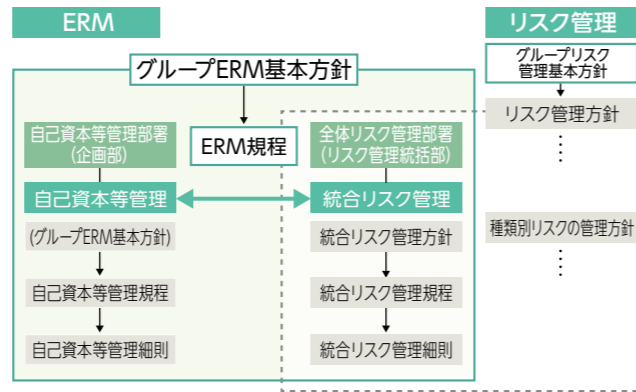 ERM
リスク管理
グループERM基本方針
グループリスク
管理基本方針
リスク管理方針
自己資本等管理部署
(企画部)
ERM規程
全体リスク管理部署
(リスク管理統括部)
自己資本等管理
統合リスク管理
(グループERM基本方針)
統合リスク管理方針
種類別リスクの管理方針
自己資本等管理規程
統合リスク管理規程
自己資本等管理細則
統合リスク管理細則